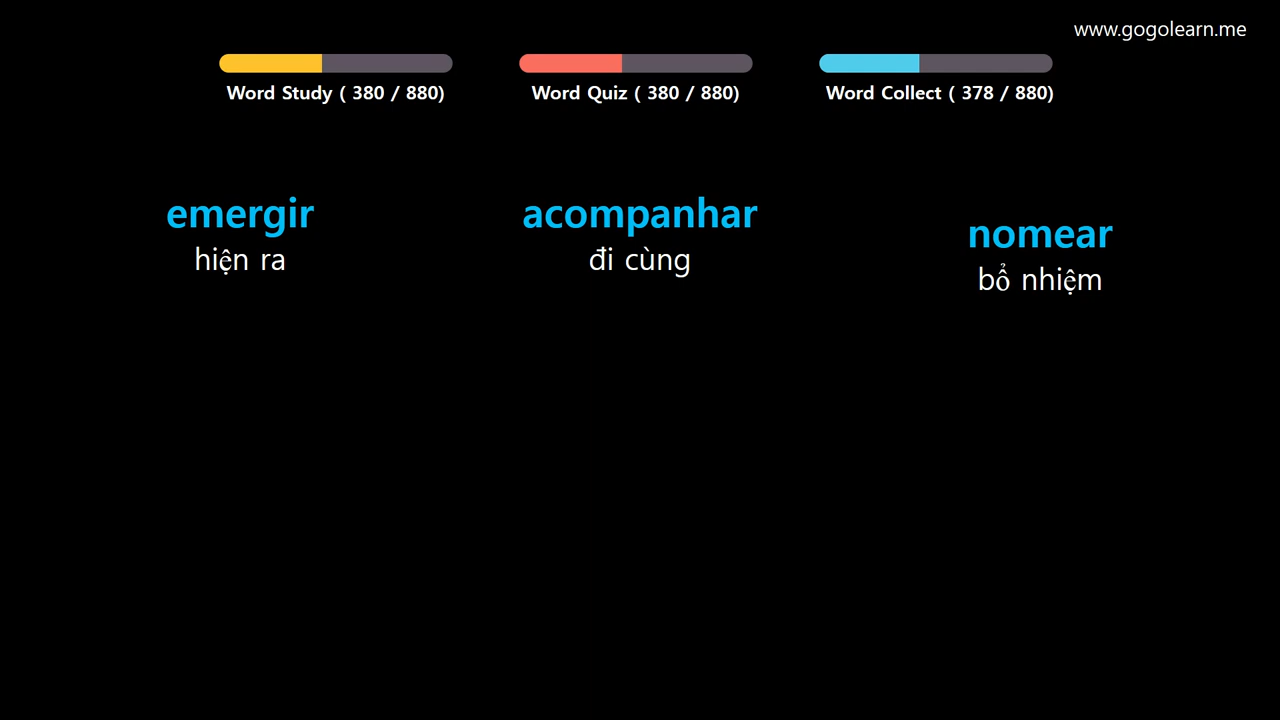 www.gogolearn.me
Word Study ( 380 / 880)
Word Quiz ( 380 / 880)
Word Collect ( 378 / 880)
emergir
hiện ra
acompanhar
đi cùng
nomear
bổ nhiệm